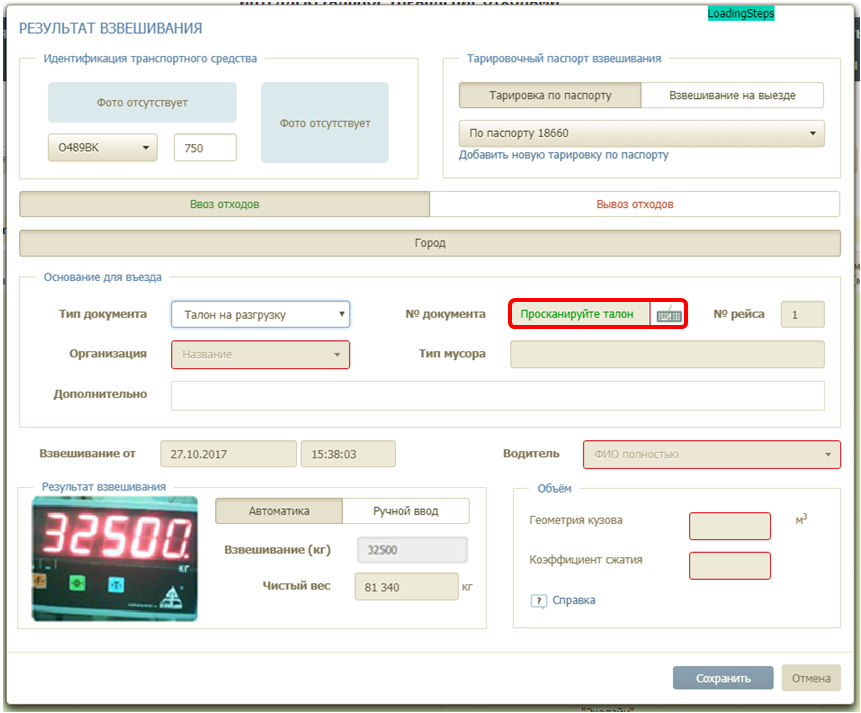 LoadingSteps
РЕЗУЛЬТАТ ВЗВЕШИВАНИЯ
Идентификация транспортного средства
Фото отсутствует
Фото отсутствует
О489ВК
750
Тарировочный паспорт взвешивания
Тарировка по паспорту
Взвешивание на выезде
По паспорту 18660
Добавить новую тарировку по паспорту
Ввоз отходов
Вывоз отходов
Город
Основание для въезда
Тип документа
Талон на разгрузку
№ документа
Просканируйте талон
№ рейса
1
Организация
Название
Тип мусора
Дополнительно
Взвешивание от
27.10.2017
15:38:03
Водитель
ФИО полностью
Результат взвешивания
32500.
кг
Автоматика
Ручной ввод
Взвешивание (кг)
32500
Чистый вес
81 340
кг
Объём
Геометрия кузова
м³
Коэффициент сжатия
? Справка
Сохранить
Отмена